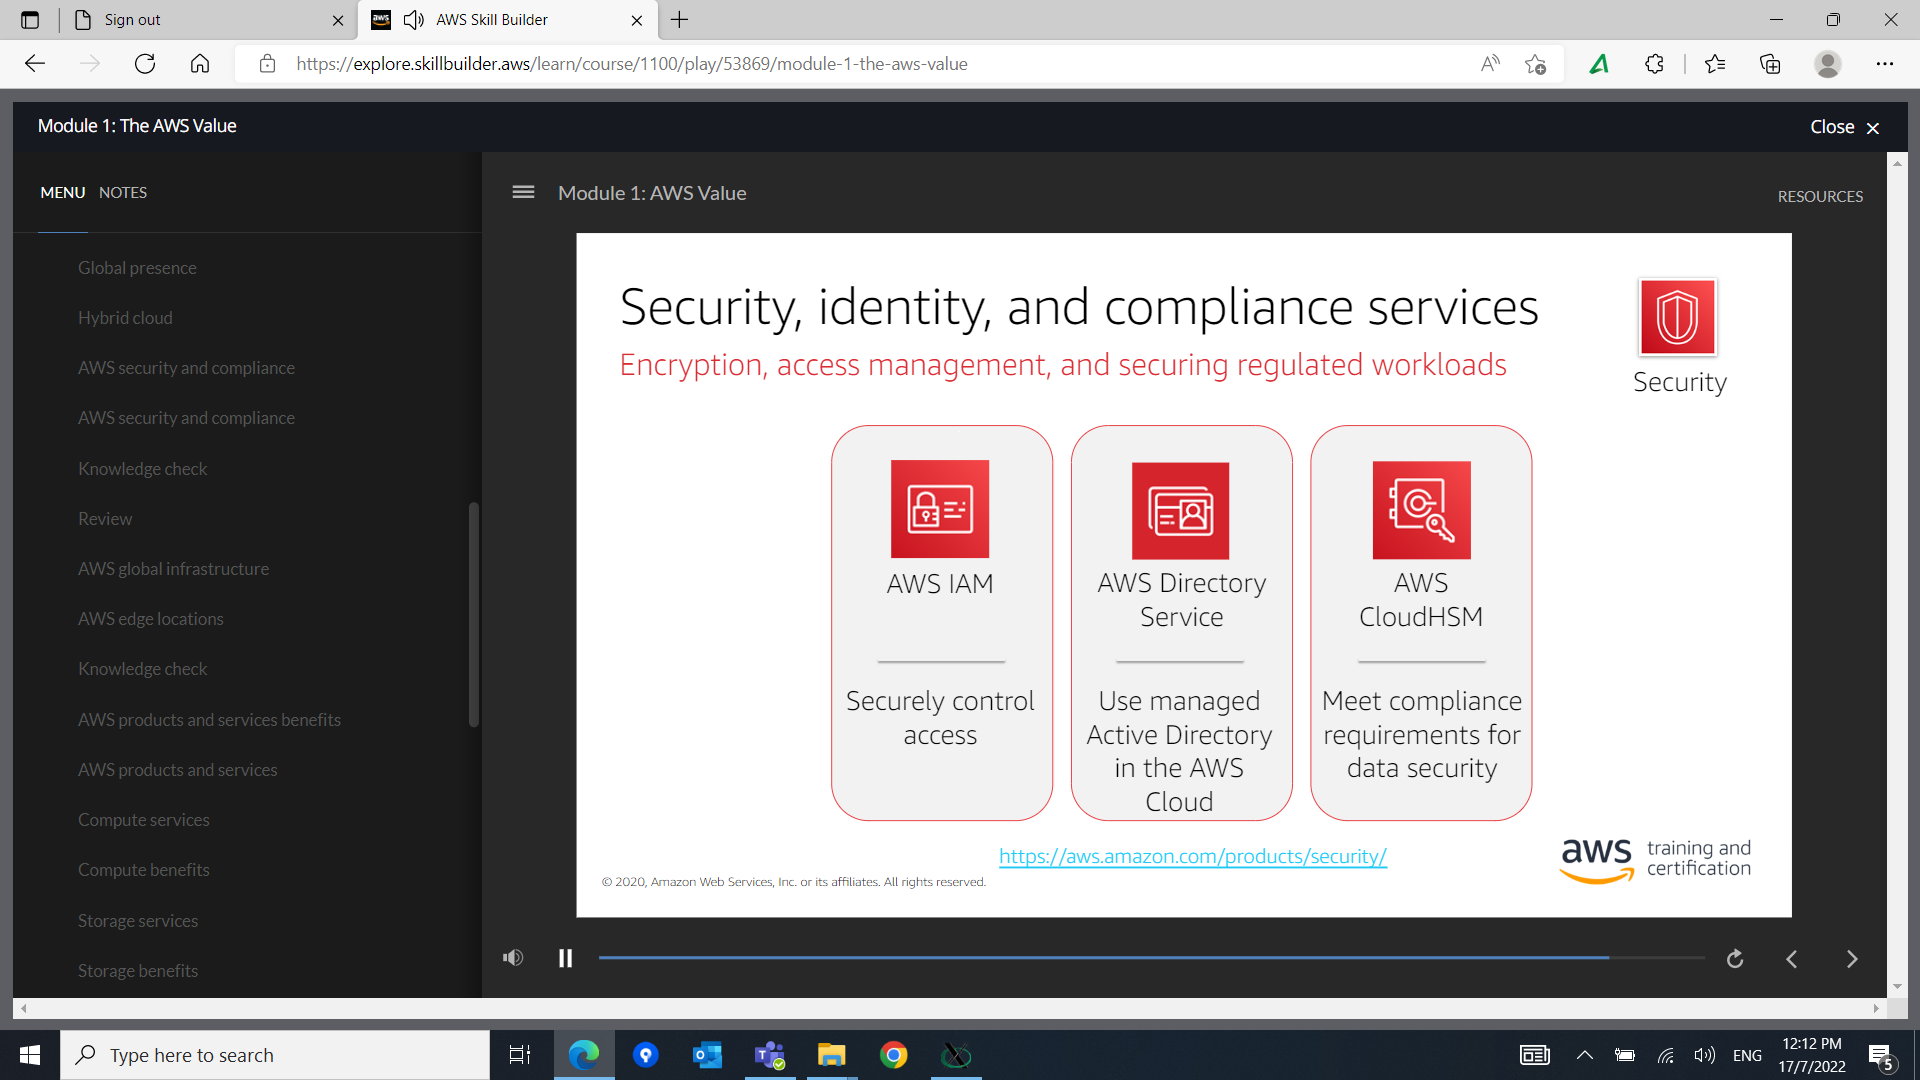 Sign out
aws
AWS Skill Builder
https://explore.skillbuilder.aws/learn/course/1100/play/53869/module-1-the-aws-value
Module 1: The AWS Value
Close
MENU
NOTES
Module 1: AWS Value
RESOURCES
Global presence
Hybrid cloud
AWS security and compliance
AWS security and compliance
Knowledge check
Review
AWS global infrastructure
AWS edge locations
Knowledge check
AWS products and services benefits
AWS products and services
Compute services
Compute benefits
Storage services
Storage benefits
Security, identity, and compliance services
Encryption, access management, and securing regulated workloads
Security
AWS IAM
Securely control
access
AWS Directory
Service
Use managed
Active Directory
in the AWS
Cloud
AWS
CloudHSM
Meet compliance
requirements for
data security
https://aws.amazon.com/products/security/
© 2020, Amazon Web Services, Inc. or its affiliates. All rights reserved.
aws training and
certification
Type here to search
ENG
12:12 PM
17/7/2022
5